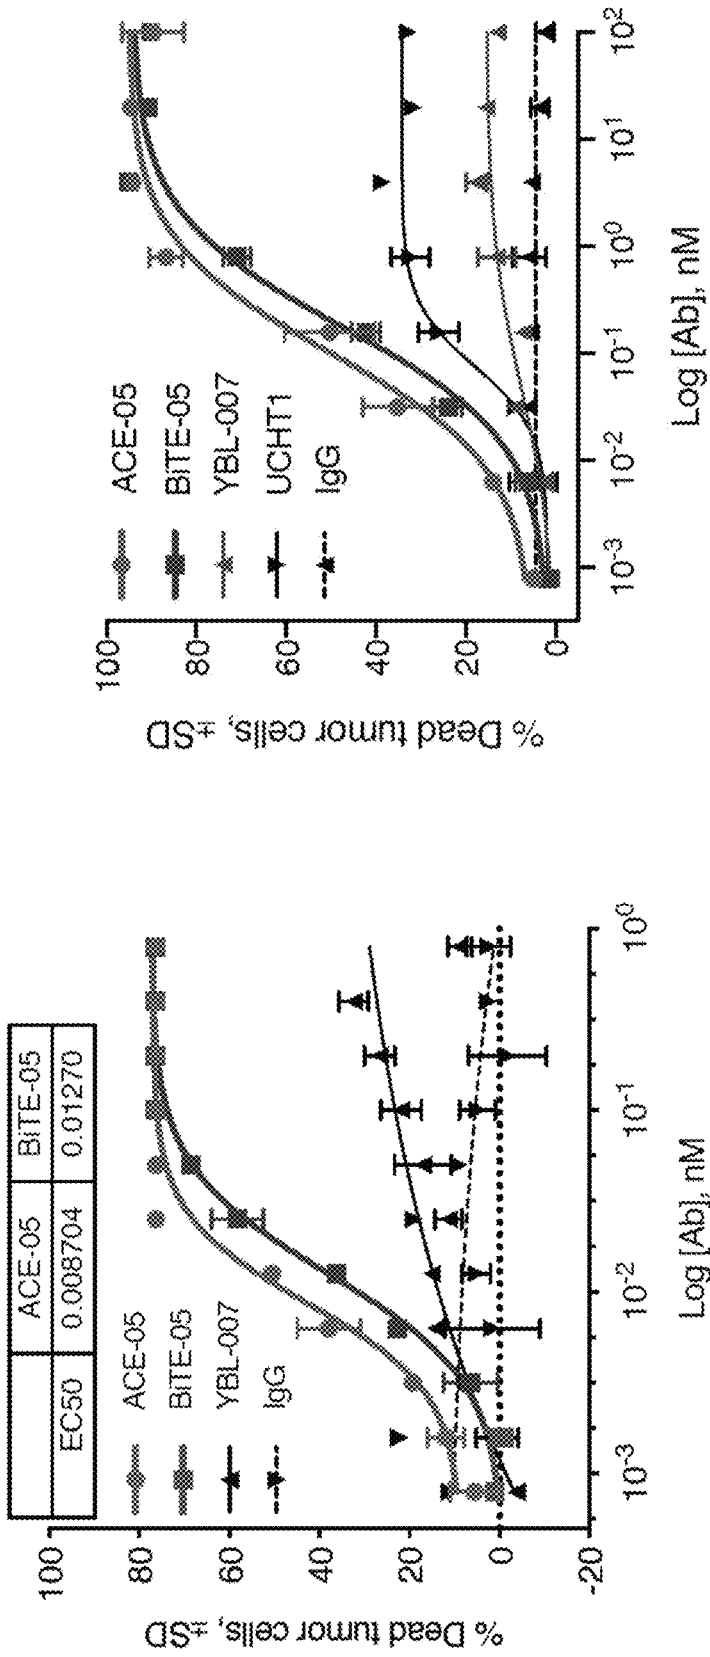 ACE-05 BiTE-05
EC50 0.008704 0.01270
ACE-05
BiTE-05
YBL-007
IgG
% Dead tumor cells, ±SD
100
80
60
40
20
0
-20
10-3 10-2 10-1 100
Log [Ab], nM
ACE-05
BiTE-05
YBL-007
UCHT1
IgG
% Dead tumor cells, ±SD
100
80
60
40
20
0
10-3 10-2 10-1 100 101 102
Log [Ab], nM